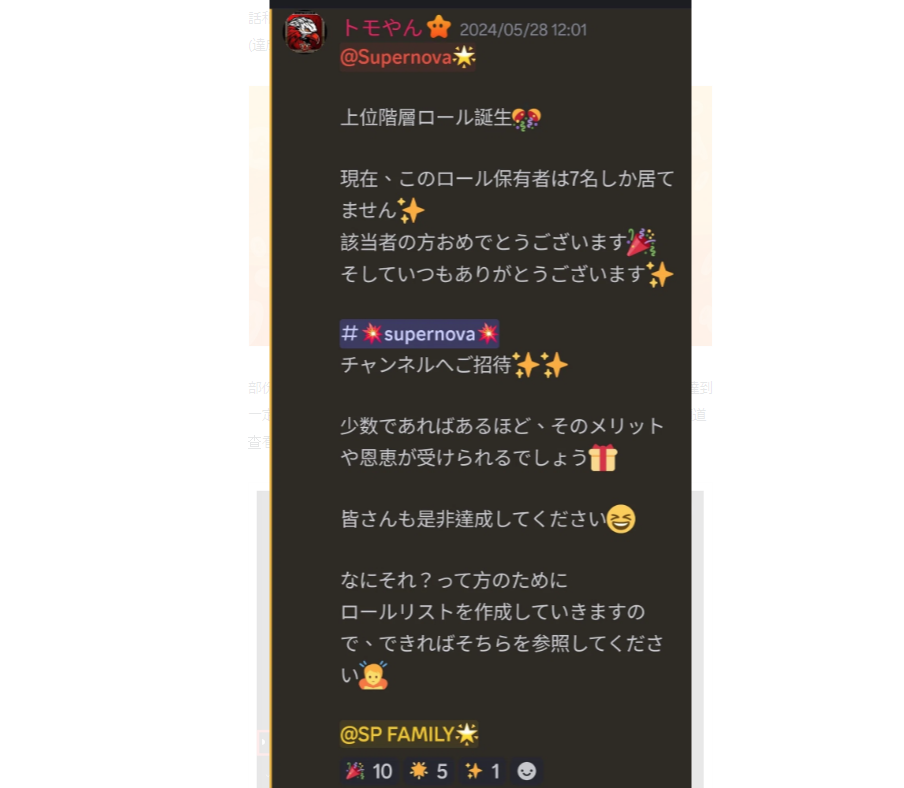 トモやん 2024/05/28 12:01
@Supernova🌟
上位階層ロール誕生🎊
現在、このロール保有者は7名しか居て
ません✨
該当者の方おめでとうございます🎉
そしていつもありがとうございます✨
# 💥supernova💥
チャンネルへご招待✨✨
少数であればあるほど、そのメリット
や恩恵が受けられるでしょう🎁
皆さんも是非達成してください😆
なにそれ？って方のために
ロールリストを作成していきますの
で、できればそちらを参照してくださ
い🙇
@SP FAMILY🌟
🎉 10 5 ✨ 1